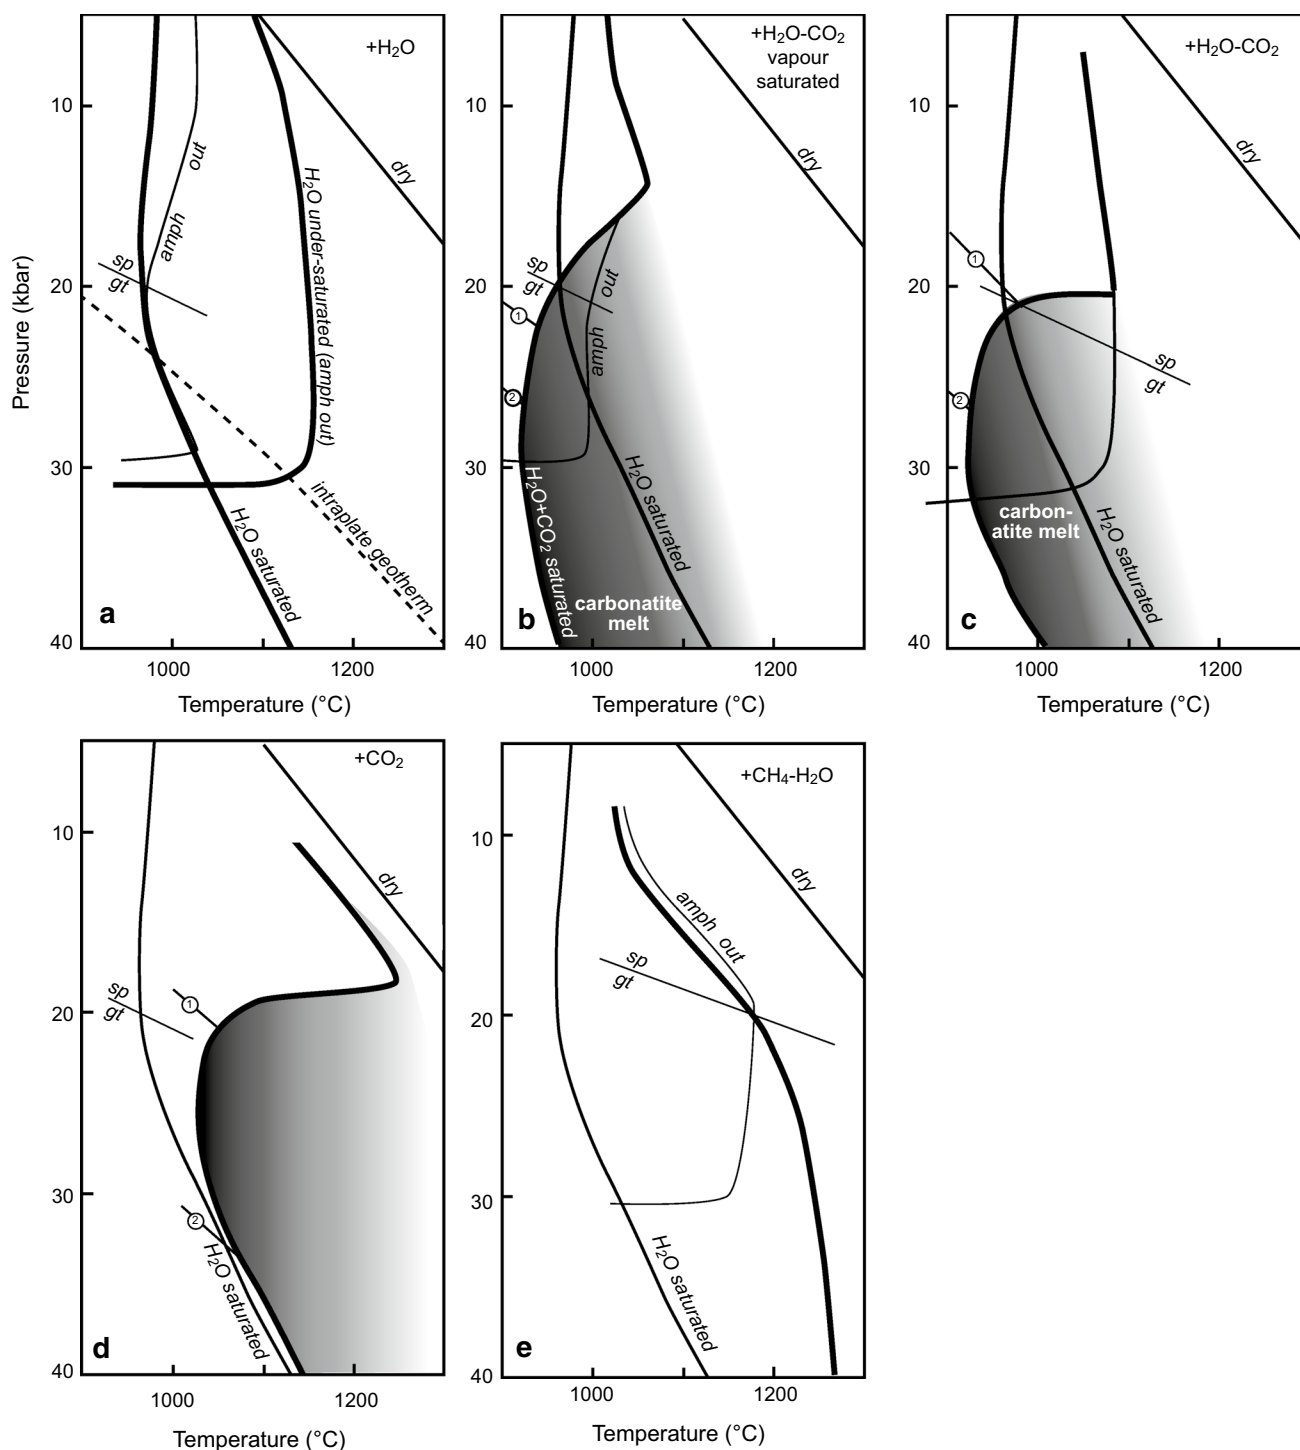 +H2O
10
20
30
40
Pressure (kbar)
amph out
dry
H2O under-saturated (amph out)
sp
gt
intraplate geotherm
H2O saturated
a
1000
1200
Temperature (°C)
+H2O-CO2
vapour
saturated
10
20
30
40
dry
sp
gt
amph out
1
2
H2O+CO2 saturated
H2O saturated
carbonatite
melt
b
1000
1200
Temperature (°C)
+H2O-CO2
10
20
30
40
dry
1
2
sp
gt
carbon-
atite melt
H2O saturated
c
1000
1200
Temperature (°C)
+CO2
10
20
30
40
dry
sp
gt
1
2
H2O saturated
d
1000
1200
Temperature (°C)
+CH4-H2O
10
20
30
40
dry
amph out
sp
gt
H2O saturated
e
1000
1200
Temperature (°C)